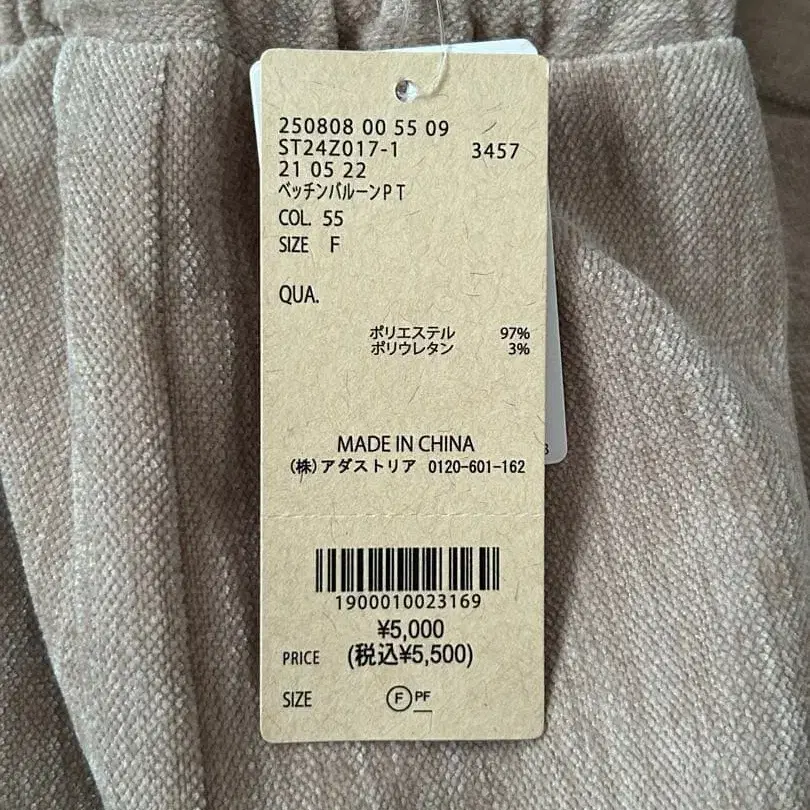 250808 00 55 09
ST24Z017-1 3457
21 05 22
ベッチンバルーンPT
COL. 55
SIZE F
QUA.
ポリエステル 97%
ポリウレタン 3%
MADE IN CHINA
(株)アダストリア 0120-601-162
1900010023169
¥5,000
PRICE (税込¥5,500)
SIZE F PF